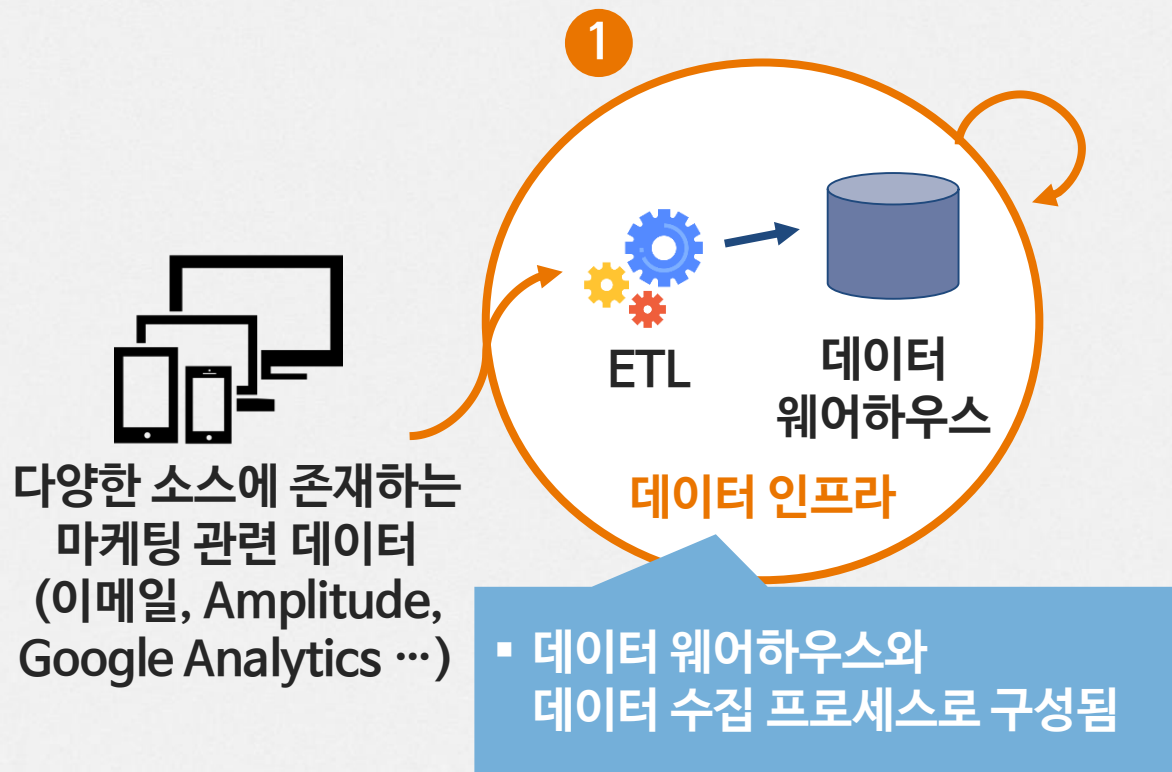 1
ETL
데이터
웨어하우스
데이터 인프라
다양한 소스에 존재하는
마케팅 관련 데이터
(이메일, Amplitude,
Google Analytics …)
▪ 데이터 웨어하우스와
데이터 수집 프로세스로 구성됨